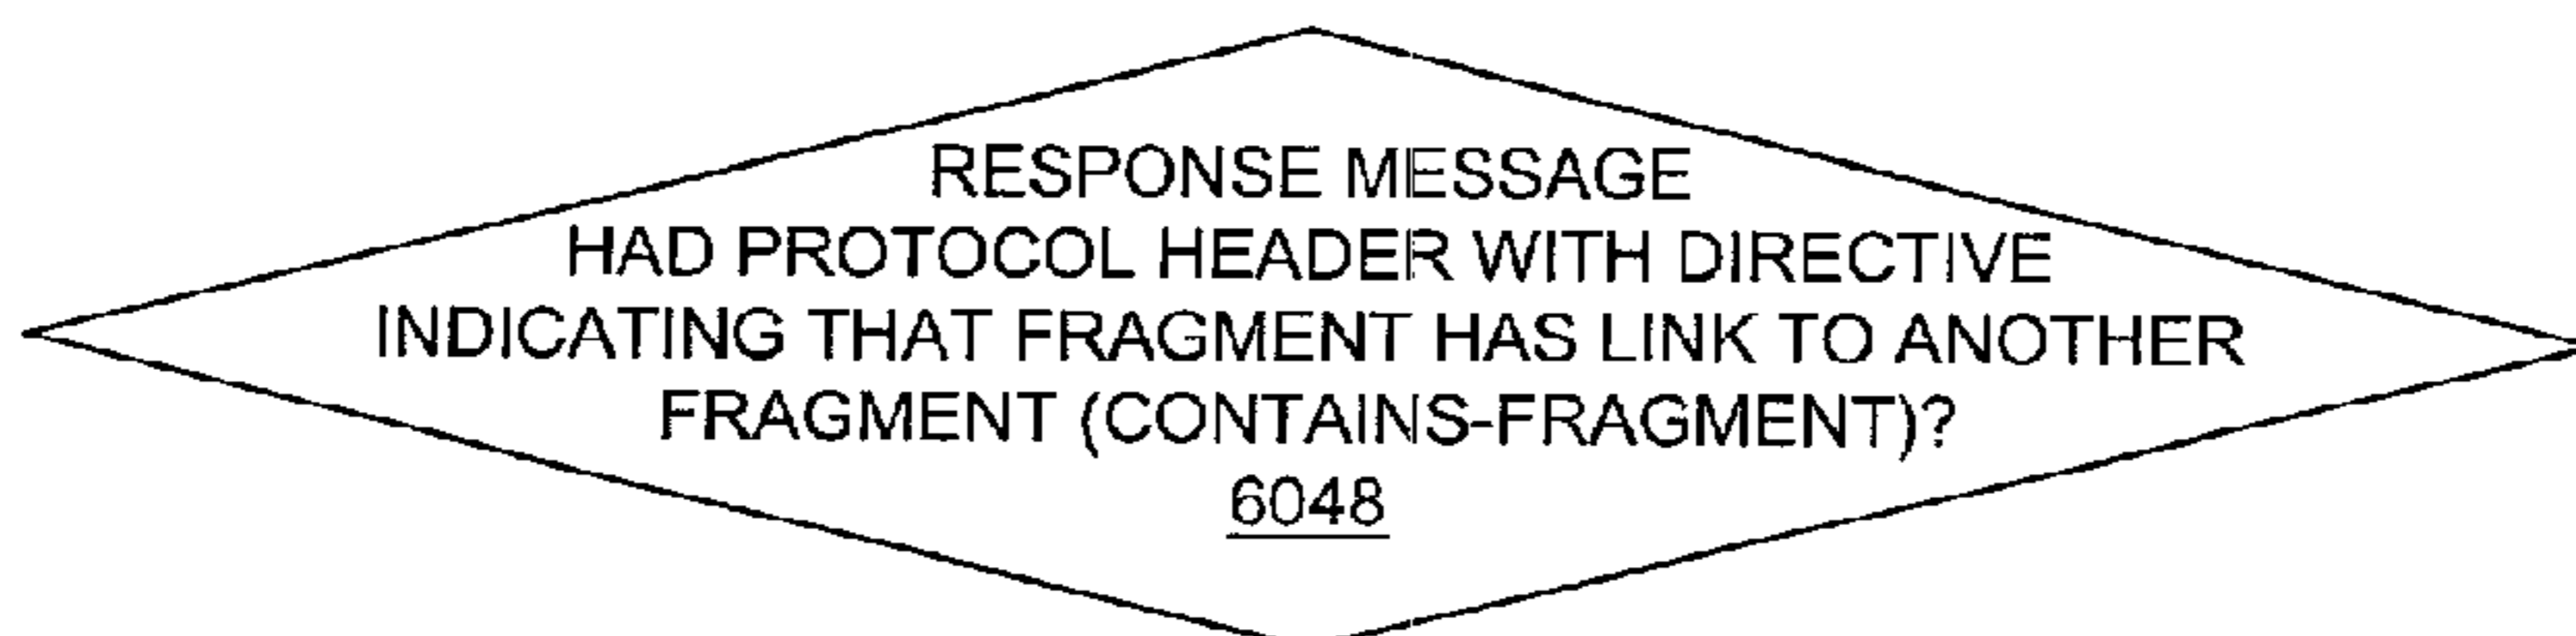 RESPONSE MESSAGE
HAD PROTOCOL HEADER WITH DIRECTIVE
INDICATING THAT FRAGMENT HAS LINK TO ANOTHER
FRAGMENT (CONTAINS-FRAGMENT)?
6048